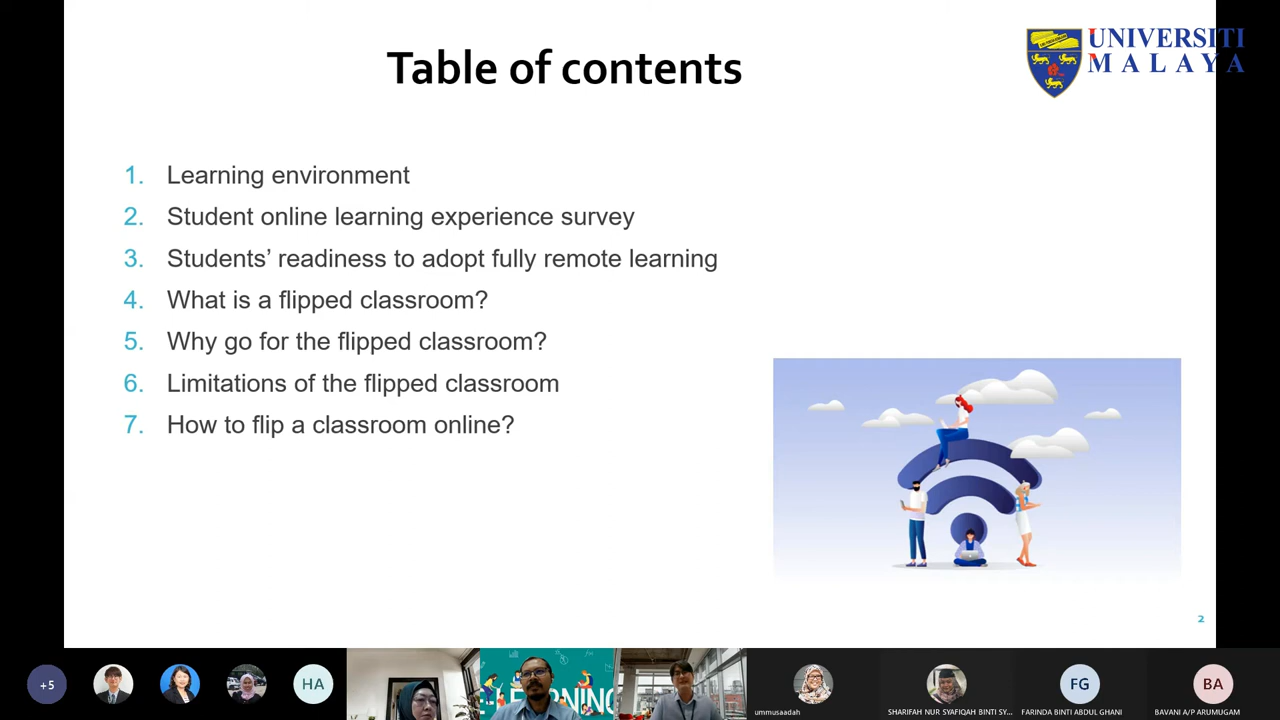 Table of contents
UNIVERSITI
MALAYA
1. Learning environment
2. Student online learning experience survey
3. Students’ readiness to adopt fully remote learning
4. What is a flipped classroom?
5. Why go for the flipped classroom?
6. Limitations of the flipped classroom
7. How to flip a classroom online?
2
+5
HA
LEARNING
FG
BA
ummusaadah
SHARIFAH NUR SYAFIQAH BINTI SY...
FARINDA BINTI ABDUL GHANI
BAVANI A/P ARUMUGAM